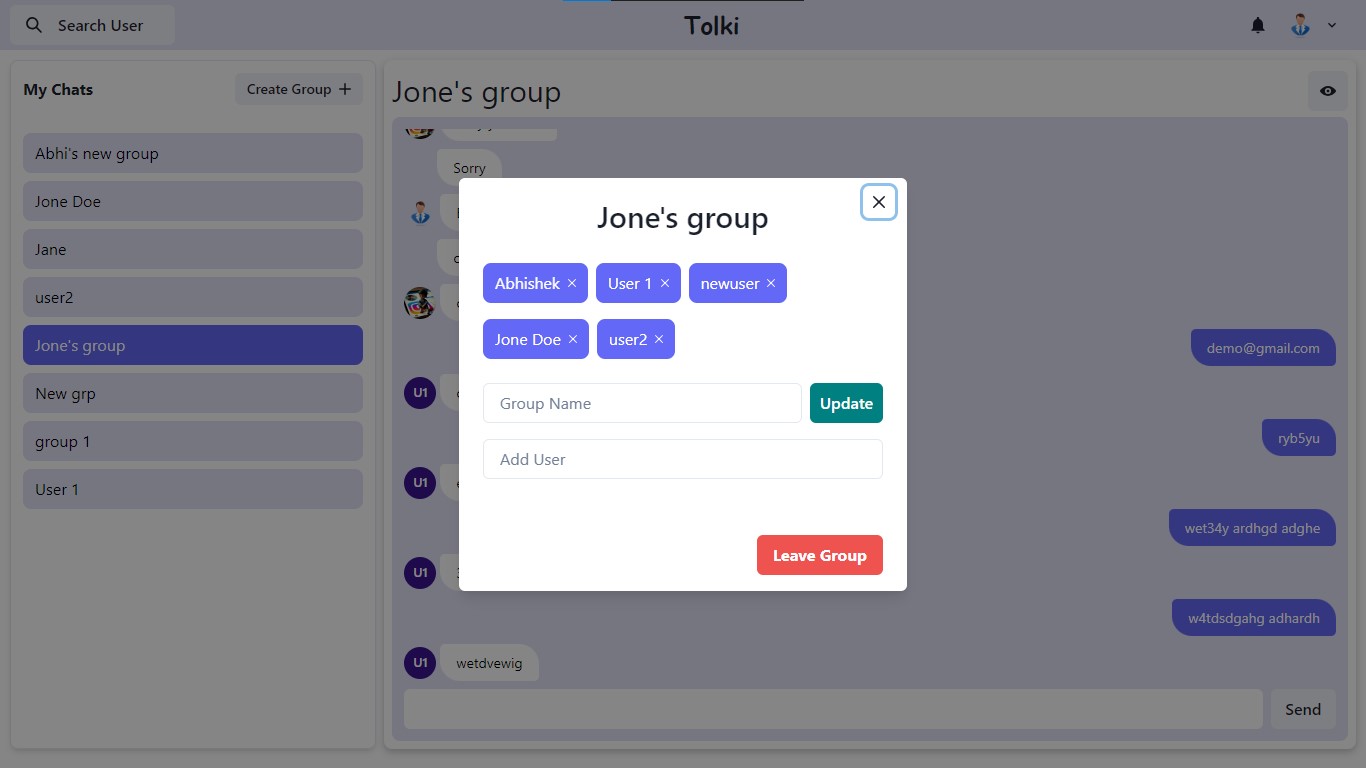 Search User
Tolki
My Chats
Create Group +
Abhi's new group
Jone Doe
Jane
user2
Jone's group
New grp
group 1
User 1
Jone's group
Sorry
demo@gmail.com
U1
ryb5yu
U1
wet34y ardhgd adghe
U1
w4tdsdgahg adhardh
U1
wetdvewig
Send
Jone's group
Abhishek × User 1 × newuser ×
Jone Doe × user2 ×
Group Name
Update
Add User
Leave Group